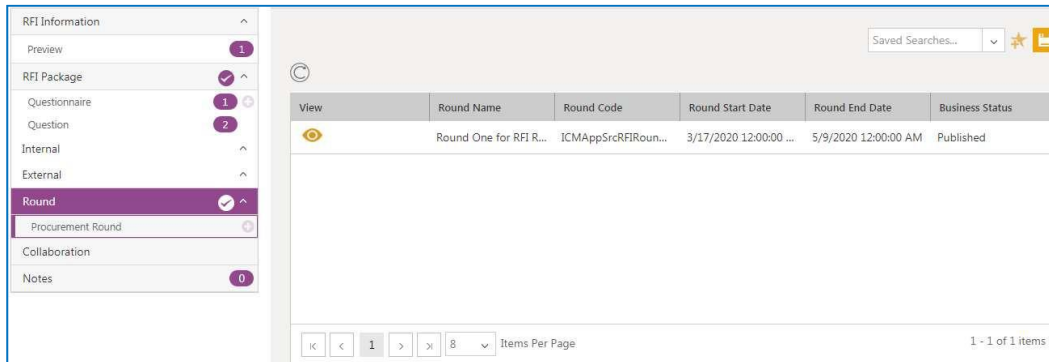 RFI Information
Preview 1
RFI Package
Questionnaire 1
Question 2
Internal
External
Round
Procurement Round
Collaboration
Notes 0
Saved Searches...
View Round Name Round Code Round Start Date Round End Date Business Status
Round One for RFI R... ICMAppSrcRFIRoun... 3/17/2020 12:00:00 ... 5/9/2020 12:00:00 AM Published
1 8 Items Per Page 1 - 1 of 1 items